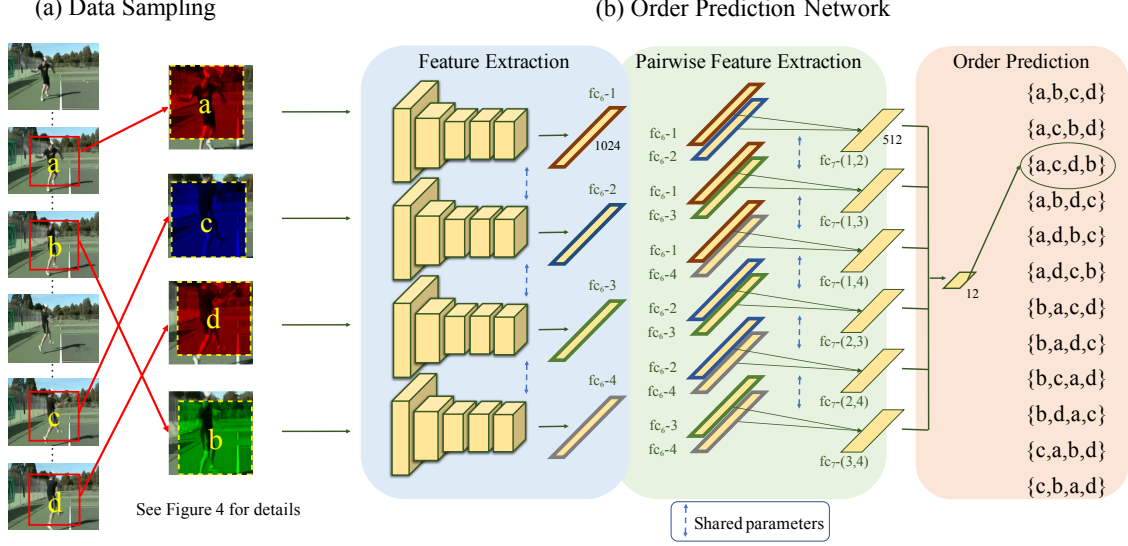 (a) Data Sampling
(b) Order Prediction Network
a
b
c
d
a
c
d
b
See Figure 4 for details
Feature Extraction
fc6-1
1024
fc6-2
fc6-3
fc6-4
Pairwise Feature Extraction
fc6-1
fc6-2
fc6-1
fc6-3
fc6-1
fc6-4
fc6-2
fc6-3
fc6-2
fc6-4
fc6-3
fc6-4
512
fc7-(1,2)
fc7-(1,3)
fc7-(1,4)
fc7-(2,3)
fc7-(2,4)
fc7-(3,4)
12
Order Prediction
{a,b,c,d}
{a,c,b,d}
{a,c,d,b}
{a,b,d,c}
{a,d,b,c}
{a,d,c,b}
{b,a,c,d}
{b,a,d,c}
{b,c,a,d}
{b,d,a,c}
{c,a,b,d}
{c,b,a,d}
Shared parameters